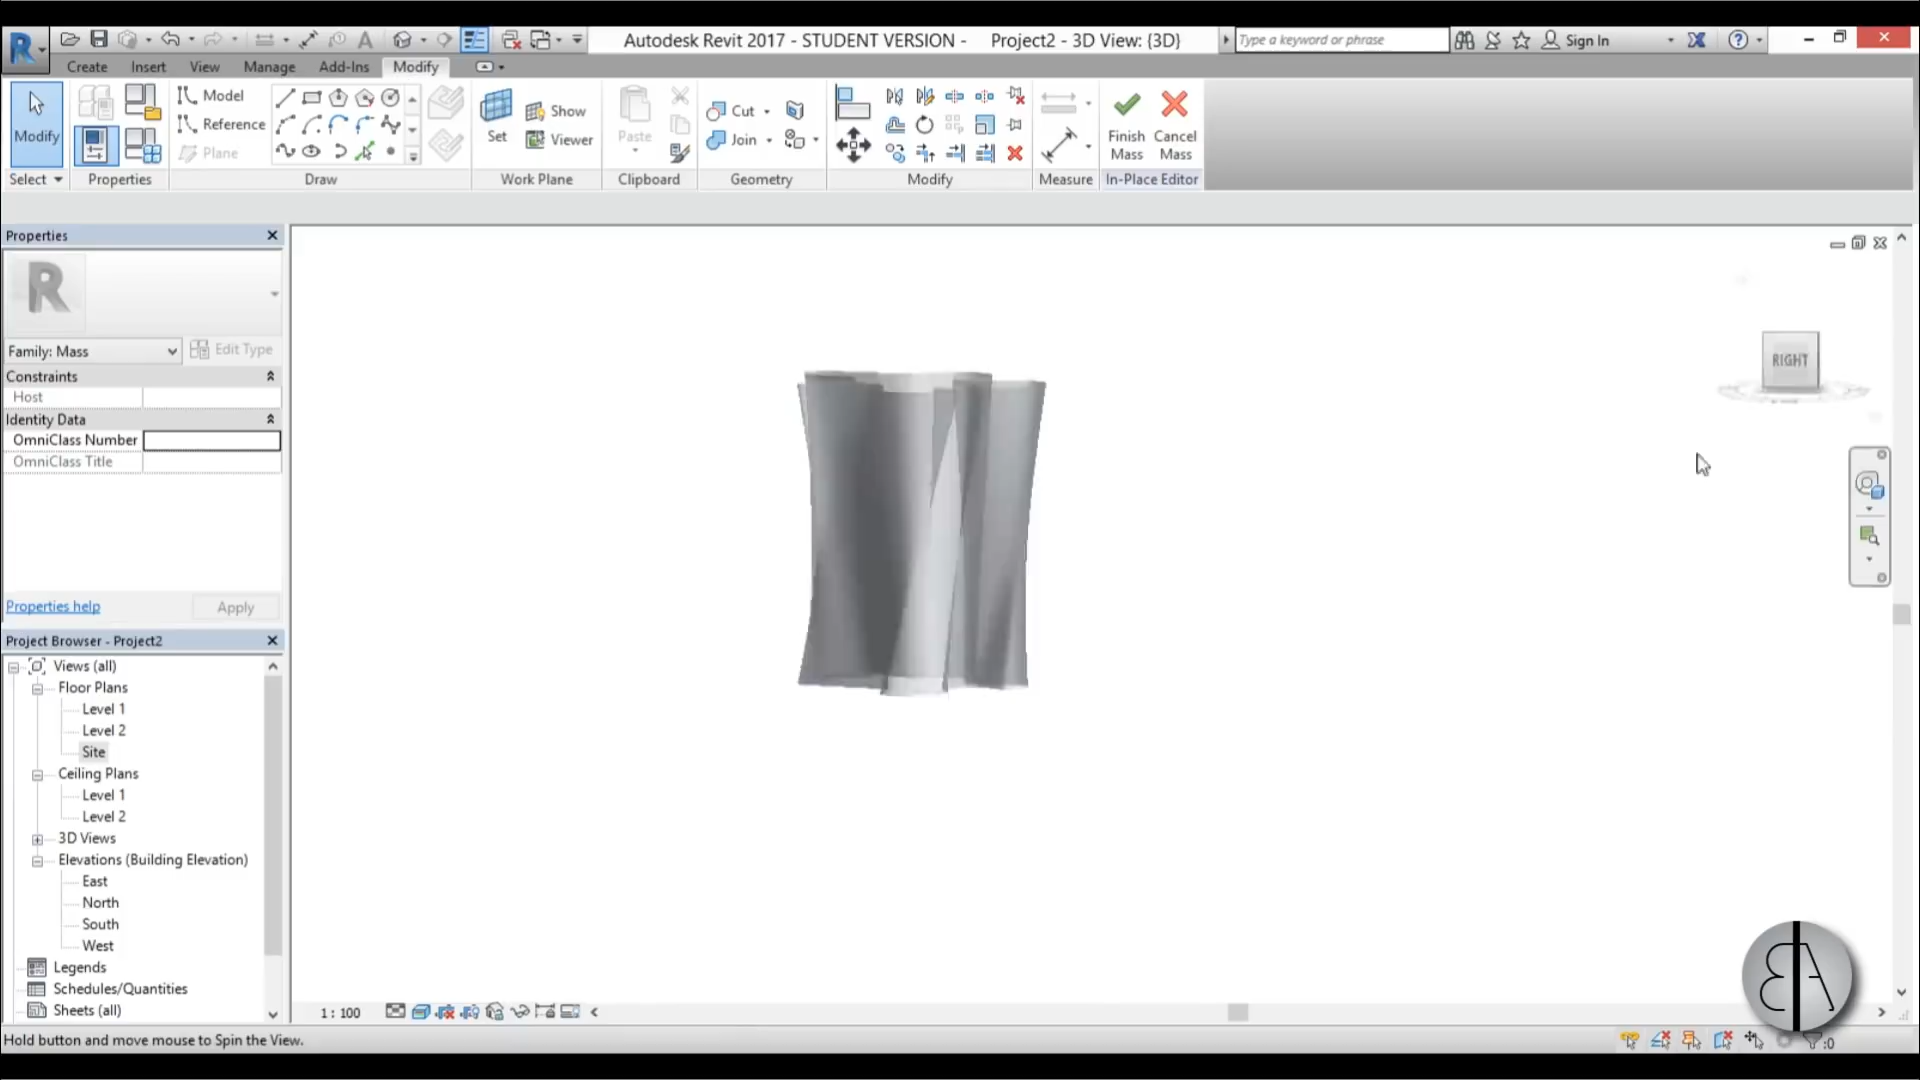 Autodesk Revit 2017 - STUDENT VERSION - Project2 - 3D View: {3D}
Type a keyword or phrase
Sign In
Create Insert View Manage Add-Ins Modify
Modify
Model
Reference
Plane
Set
Show
Viewer
Paste
Cut
Join
Finish Mass
Cancel Mass
Select Properties Draw Work Plane Clipboard Geometry Modify Measure In-Place Editor
Properties
R
Family: Mass
Edit Type
Constraints
Host
Identity Data
OmniClass Number
OmniClass Title
Properties help
Apply
RIGHT
Project Browser - Project2
Views (all)
Floor Plans
Level 1
Level 2
Site
Ceiling Plans
Level 1
Level 2
3D Views
Elevations (Building Elevation)
East
North
South
West
Legends
Schedules/Quantities
Sheets (all)
1 : 100
BA
Hold button and move mouse to Spin the View.
:0